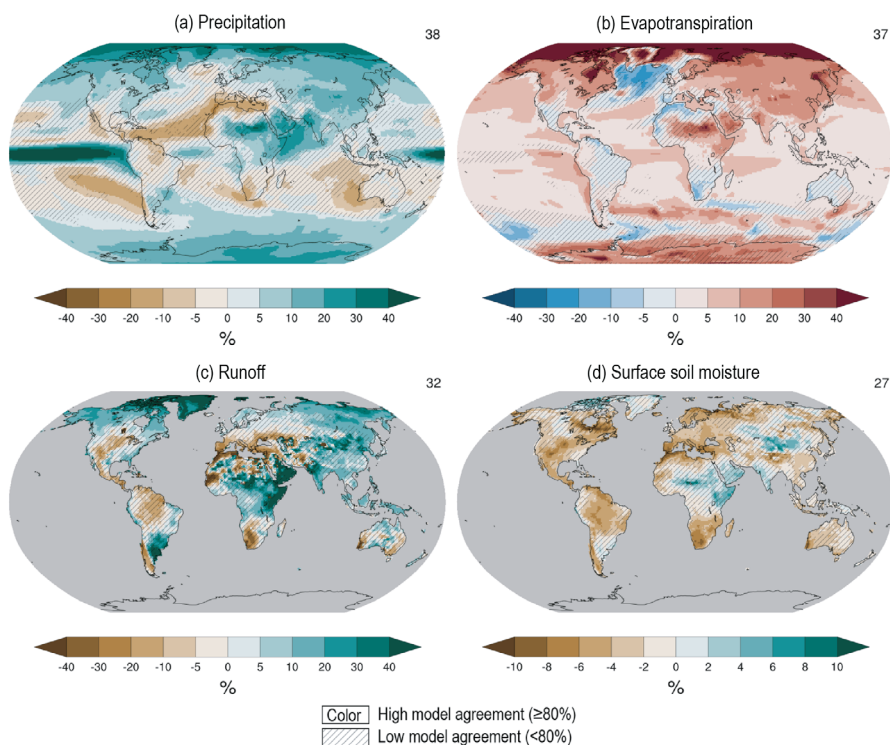 (a) Precipitation
38
(b) Evapotranspiration
37
-40 -30 -20 -10 -5 0 5 10 20 30 40
%
-40 -30 -20 -10 -5 0 5 10 20 30 40
%
(c) Runoff
32
(d) Surface soil moisture
27
-40 -30 -20 -10 -5 0 5 10 20 30 40
%
-10 -8 -6 -4 -2 0 2 4 6 8 10
%
Color High model agreement (≥80%)
Low model agreement (<80%)